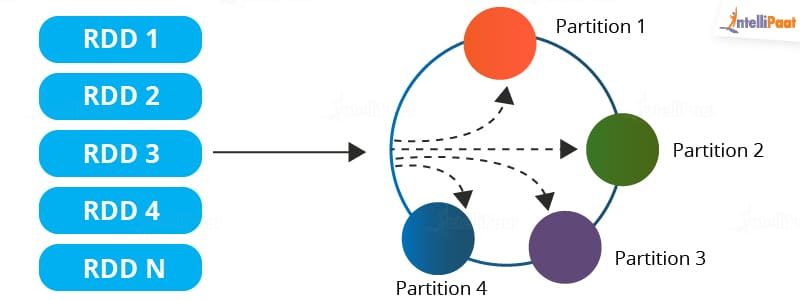 RDD 1
RDD 2
RDD 3
RDD 4
RDD N
Partition 1
Partition 2
Partition 3
Partition 4
IntelliPaat